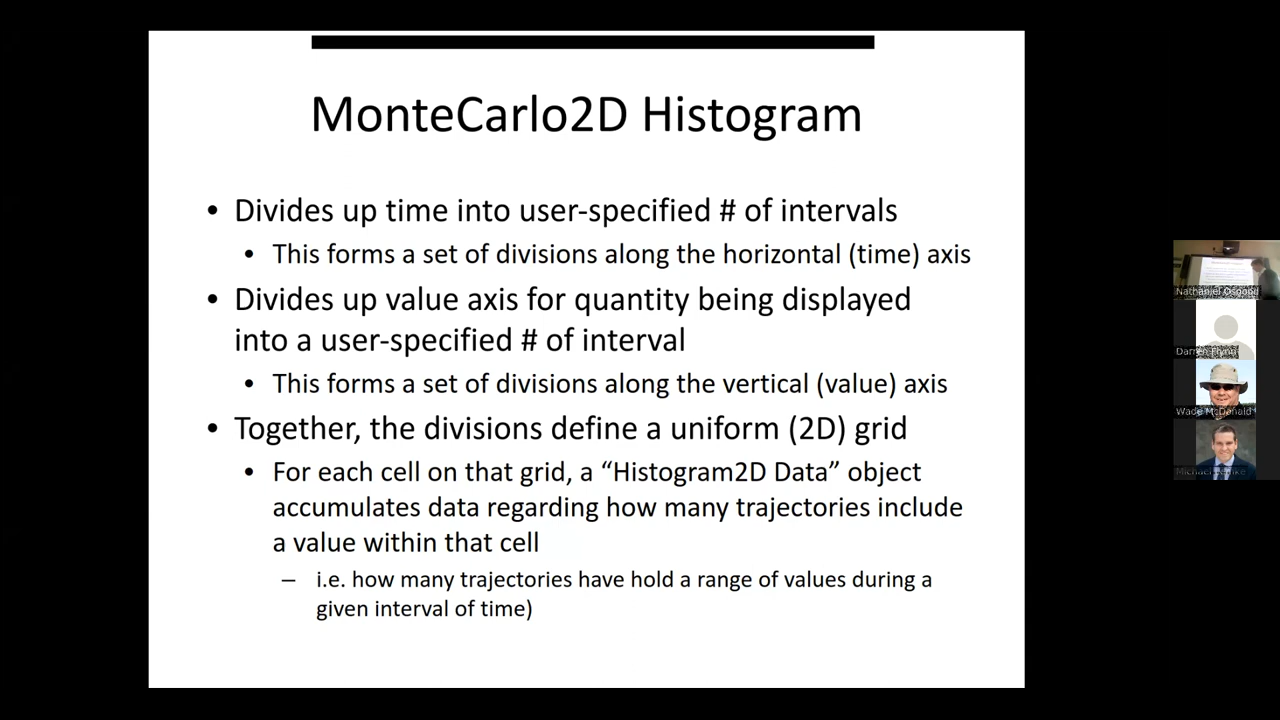 MonteCarlo2D Histogram
• Divides up time into user-specified # of intervals
• This forms a set of divisions along the horizontal (time) axis
• Divides up value axis for quantity being displayed
into a user-specified # of interval
• This forms a set of divisions along the vertical (value) axis
• Together, the divisions define a uniform (2D) grid
• For each cell on that grid, a “Histogram2D Data” object
accumulates data regarding how many trajectories include
a value within that cell
– i.e. how many trajectories have hold a range of values during a
given interval of time)
Nathaniel Osgood
Wade McDonald
Michael